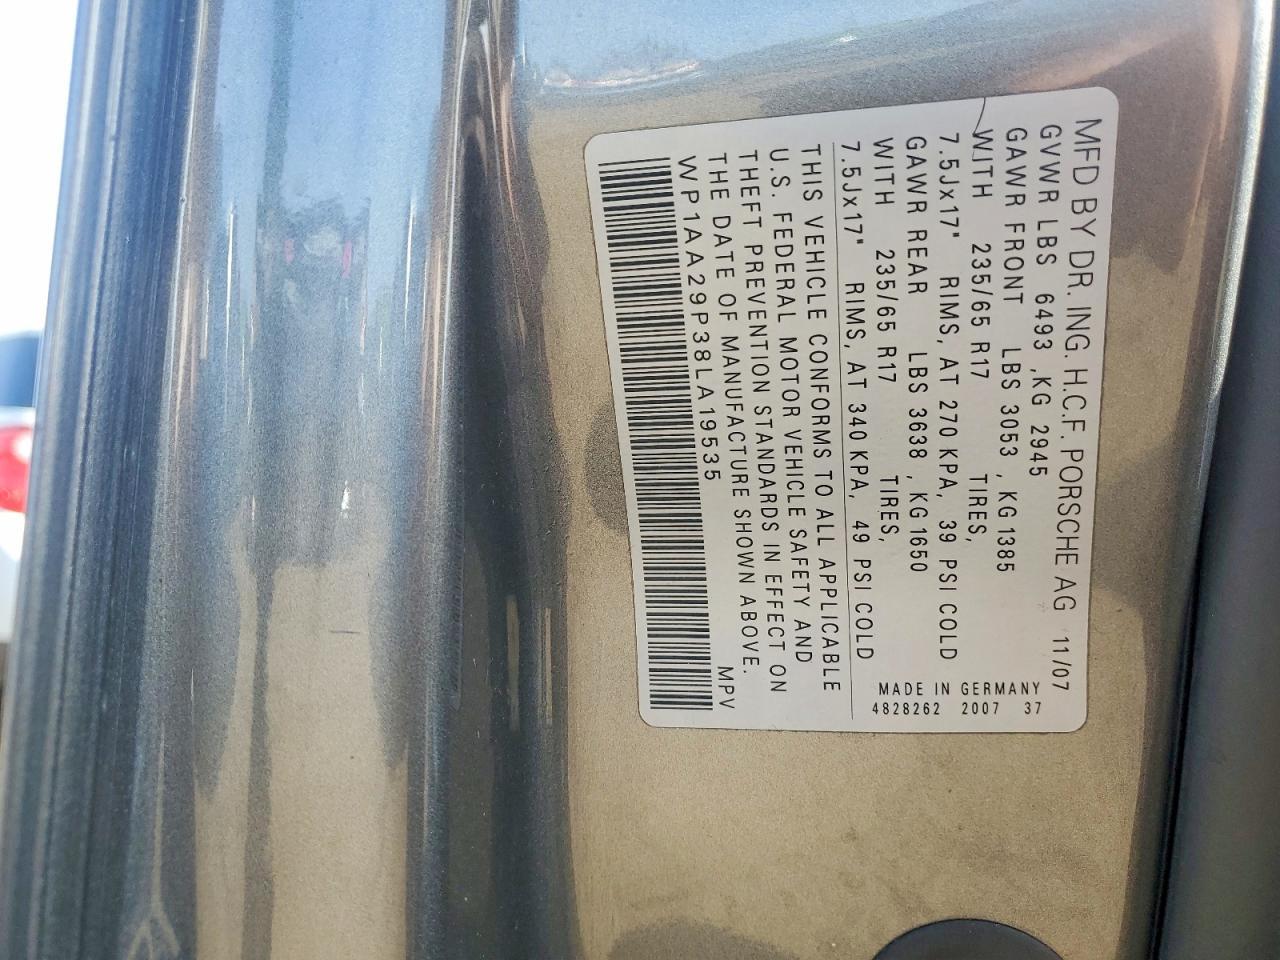 MFD BY DR. ING. H.C.F. PORSCHE AG 11/07
GVWR LBS 6493 ,KG 2945
GAWR FRONT LBS 3053 , KG 1385
WITH 235/65 R17 TIRES,
7.5Jx17" RIMS, AT 270 KPA, 39 PSI COLD
GAWR REAR LBS 3638 , KG 1650
WITH 235/65 R17 TIRES,
7.5Jx17" RIMS, AT 340 KPA, 49 PSI COLD
MADE IN GERMANY
4828262 2007 37
THIS VEHICLE CONFORMS TO ALL APPLICABLE
U.S. FEDERAL MOTOR VEHICLE SAFETY AND
THEFT PREVENTION STANDARDS IN EFFECT ON
THE DATE OF MANUFACTURE SHOWN ABOVE.
WP1AA29P38LA19535 MPV